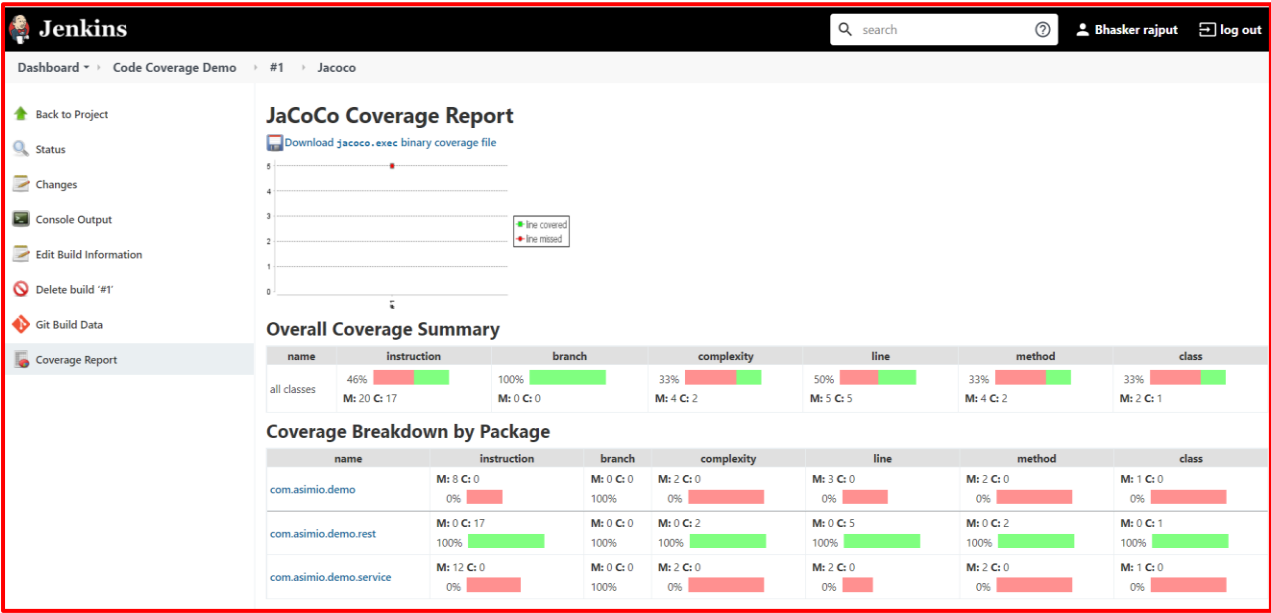 Jenkins
search
Bhasker rajput
log out
Dashboard
Code Coverage Demo
#1
Jacoco
Back to Project
Status
Changes
Console Output
Edit Build Information
Delete build '#1'
Git Build Data
Coverage Report
JaCoCo Coverage Report
Download jacoco.exec binary coverage file
5
4
3
2
1
0
line covered
line missed
Overall Coverage Summary
name instruction branch complexity line method class
all classes
46% 100% 33% 50% 33% 33%
M: 20 C: 17 M: 0 C: 0 M: 4 C: 2 M: 5 C: 5 M: 4 C: 2 M: 2 C: 1
Coverage Breakdown by Package
name instruction branch complexity line method class
com.asimio.demo
M: 8 C: 0 M: 0 C: 0 M: 2 C: 0 M: 3 C: 0 M: 2 C: 0 M: 1 C: 0
0% 100% 0% 0% 0% 0%
com.asimio.demo.rest
M: 0 C: 17 M: 0 C: 0 M: 0 C: 2 M: 0 C: 5 M: 0 C: 2 M: 0 C: 1
100% 100% 100% 100% 100% 100%
com.asimio.demo.service
M: 12 C: 0 M: 0 C: 0 M: 2 C: 0 M: 2 C: 0 M: 2 C: 0 M: 1 C: 0
0% 100% 0% 0% 0% 0%